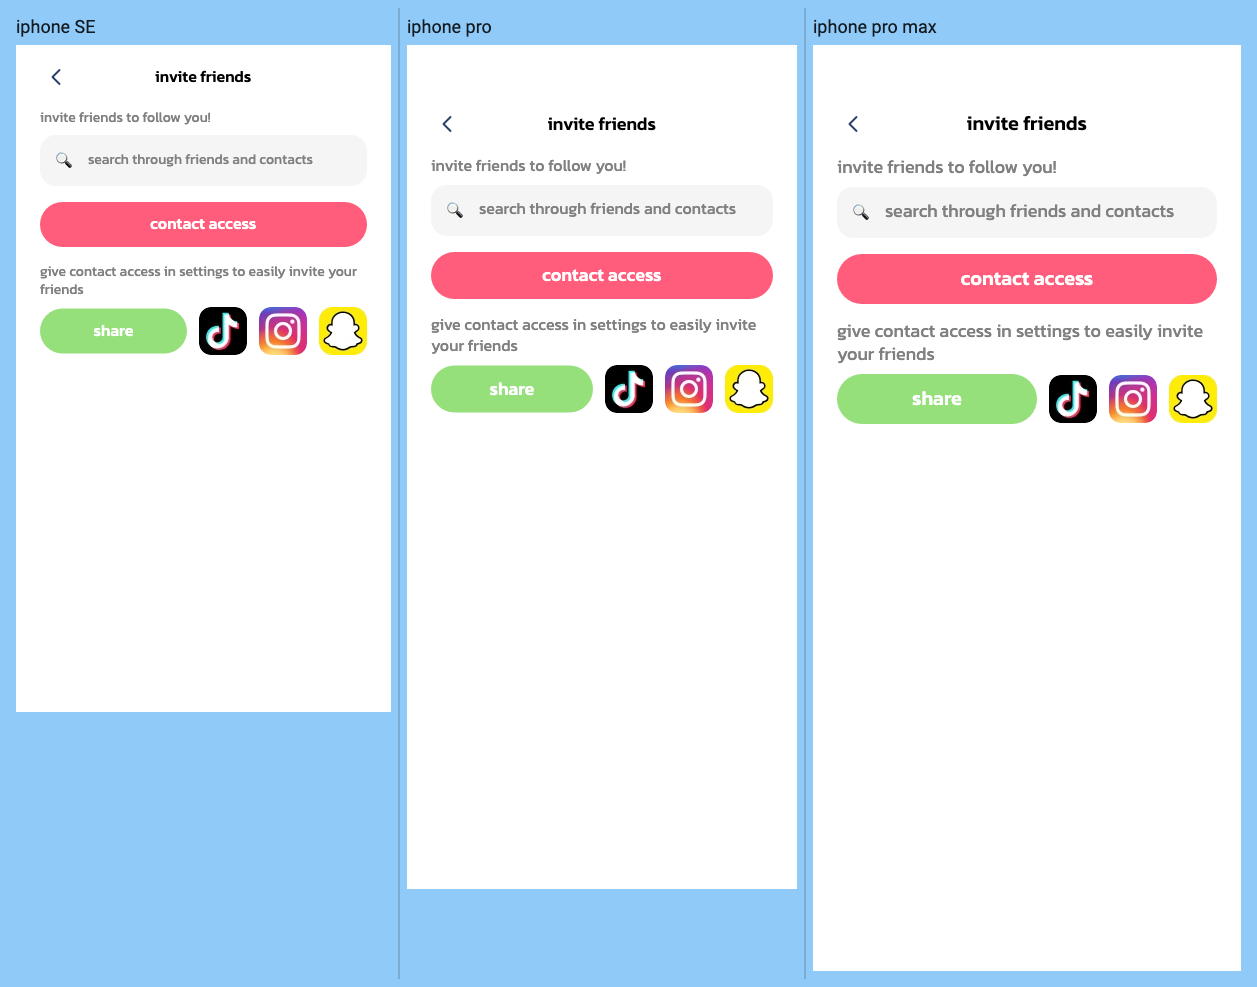 iphone SE
invite friends
invite friends to follow you!
search through friends and contacts
contact access
give contact access in settings to easily invite your
friends
share
iphone pro
invite friends
invite friends to follow you!
search through friends and contacts
contact access
give contact access in settings to easily invite
your friends
share
iphone pro max
invite friends
invite friends to follow you!
search through friends and contacts
contact access
give contact access in settings to easily invite
your friends
share